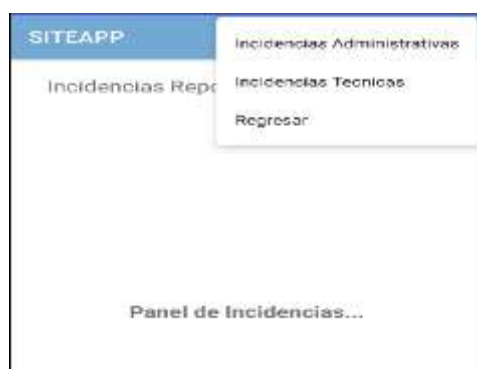 SITEAPP
Incidencias Administrativas
Incidencias Repo
Incidencias Tecnicas
Regresar
Panel de Incidencias...